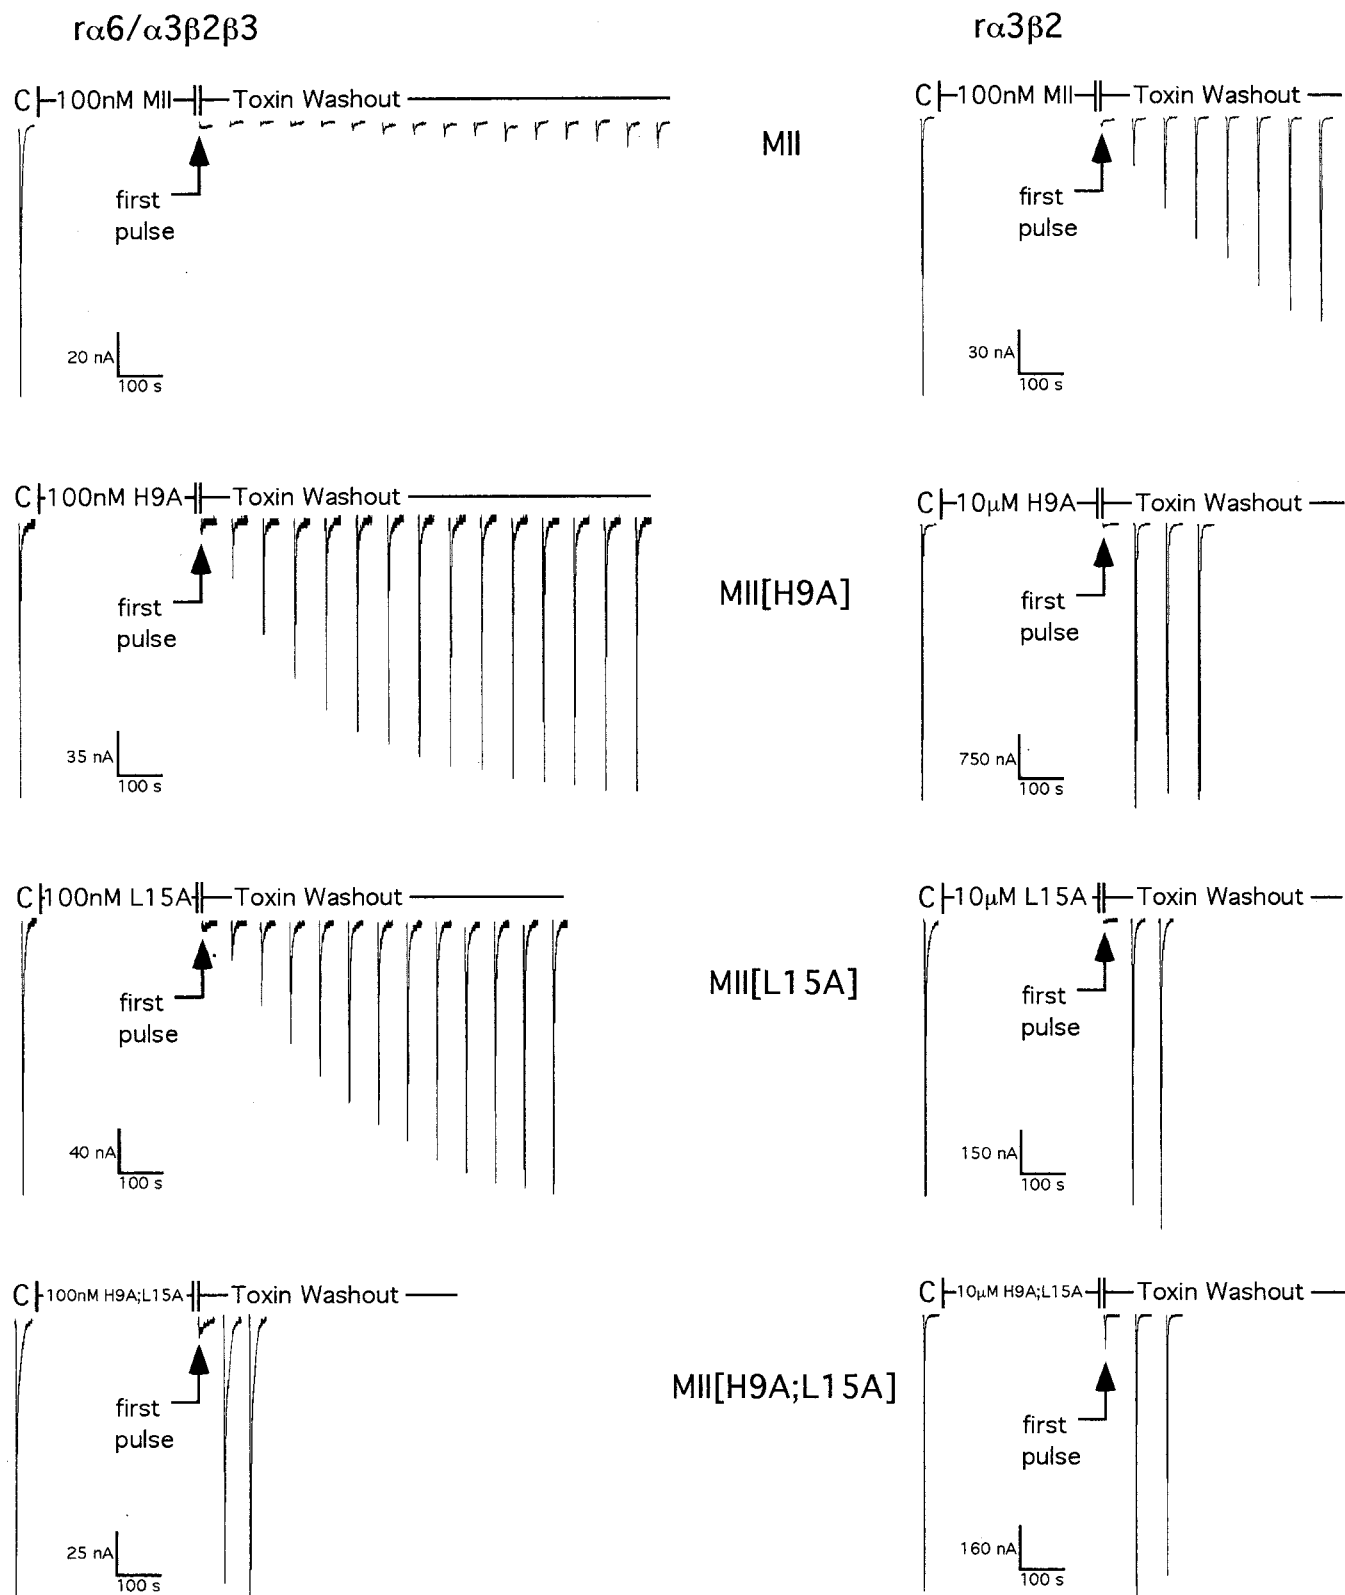 rα6/α3β2β3
rα3β2
C 100nM MII Toxin Washout
C 100nM MII Toxin Washout
MII
first
pulse
first
pulse
20 nA
100 s
30 nA
100 s
C 100nM H9A Toxin Washout
C 10μM H9A Toxin Washout
MII[H9A]
first
pulse
first
pulse
35 nA
100 s
750 nA
100 s
C 100nM L15A Toxin Washout
C 10μM L15A Toxin Washout
MII[L15A]
first
pulse
first
pulse
40 nA
100 s
150 nA
100 s
C 100nM H9A;L15A Toxin Washout
C 10μM H9A;L15A Toxin Washout
MII[H9A;L15A]
first
pulse
first
pulse
25 nA
100 s
160 nA
100 s